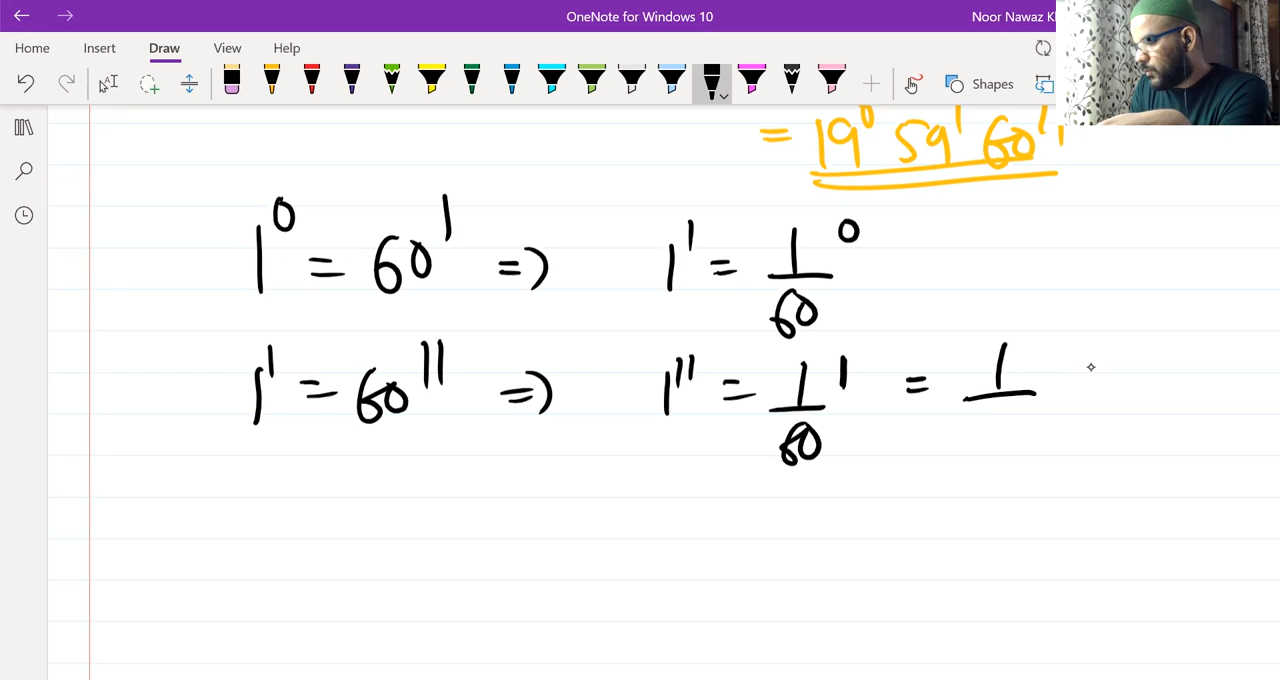 OneNote for Windows 10
Noor Nawaz
Home Insert Draw View Help
Shapes
= 19° 59' 60''
1° = 60' => 1' = 1/60 °
1' = 60'' => 1'' = 1/60 ' = 1/